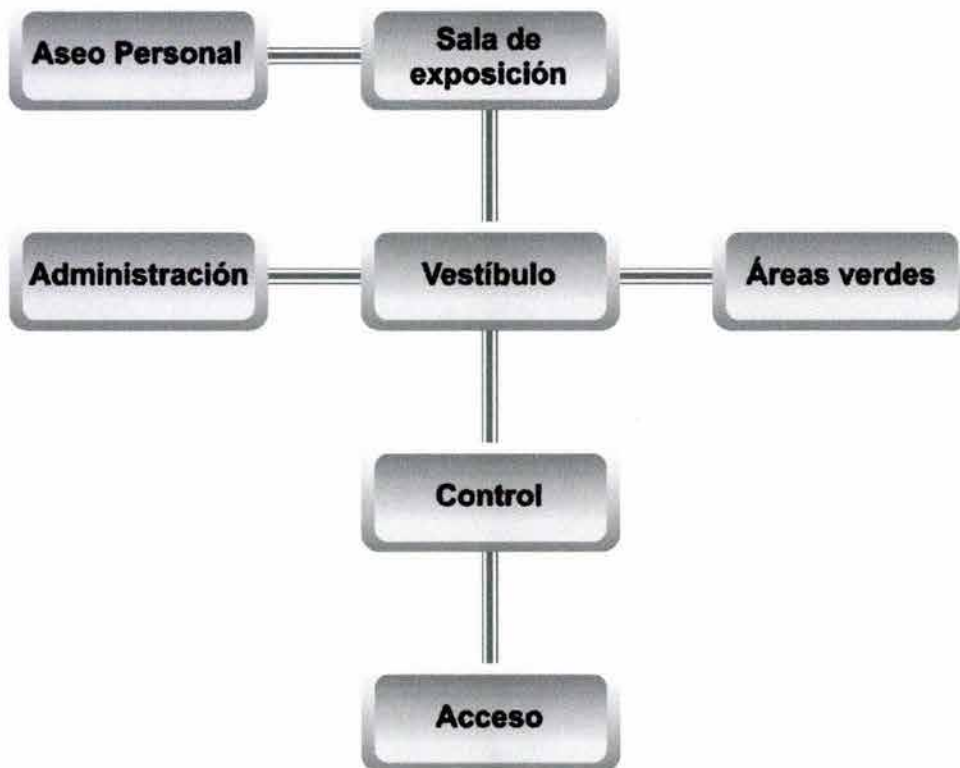 Aseo Personal
Sala de
exposición
Administración
Vestíbulo
Áreas verdes
Control
Acceso